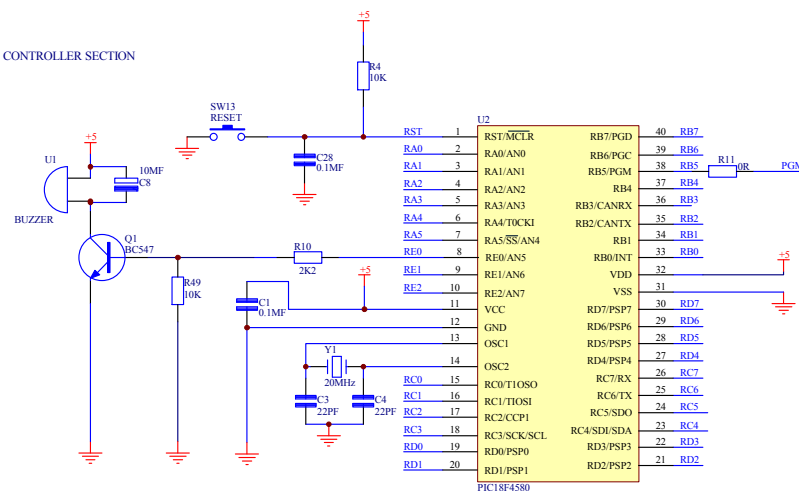 CONTROLLER SECTION
+5
R4
10K
SW13
RESET
C28
0.1MF
+5
U1
10MF
C8
BUZZER
Q1
BC547
R49
10K
R10
2K2
+5
C1
0.1MF
Y1
20MHz
C3
22PF
C4
22PF
U2
RST 1 RST/MCLR
RA0 2 RA0/AN0
RA1 3 RA1/AN1
RA2 4 RA2/AN2
RA3 5 RA3/AN3
RA4 6 RA4/T0CKI
RA5 7 RA5/SS/AN4
RE0 8 RE0/AN5
RE1 9 RE1/AN6
RE2 10 RE2/AN7
11 VCC
12 GND
13 OSC1
14 OSC2
RC0 15 RC0/T1OSO
RC1 16 RC1/TIOSI
RC2 17 RC2/CCP1
RC3 18 RC3/SCK/SCL
RD0 19 RD0/PSP0
RD1 20 RD1/PSP1
RB7/PGD 40 RB7
RB6/PGC 39 RB6
RB5/PGM 38 RB5
RB4 37 RB4
RB3/CANRX 36 RB3
RB2/CANTX 35 RB2
RB1 34 RB1
RB0/INT 33 RB0
VDD 32
VSS 31
RD7/PSP7 30 RD7
RD6/PSP6 29 RD6
RD5/PSP5 28 RD5
RD4/PSP4 27 RD4
RC7/RX 26 RC7
RC6/TX 25 RC6
RC5/SDO 24 RC5
RC4/SDI/SDA 23 RC4
RD3/PSP3 22 RD3
RD2/PSP2 21 RD2
PIC18F4580
R11
0R
PGM
+5